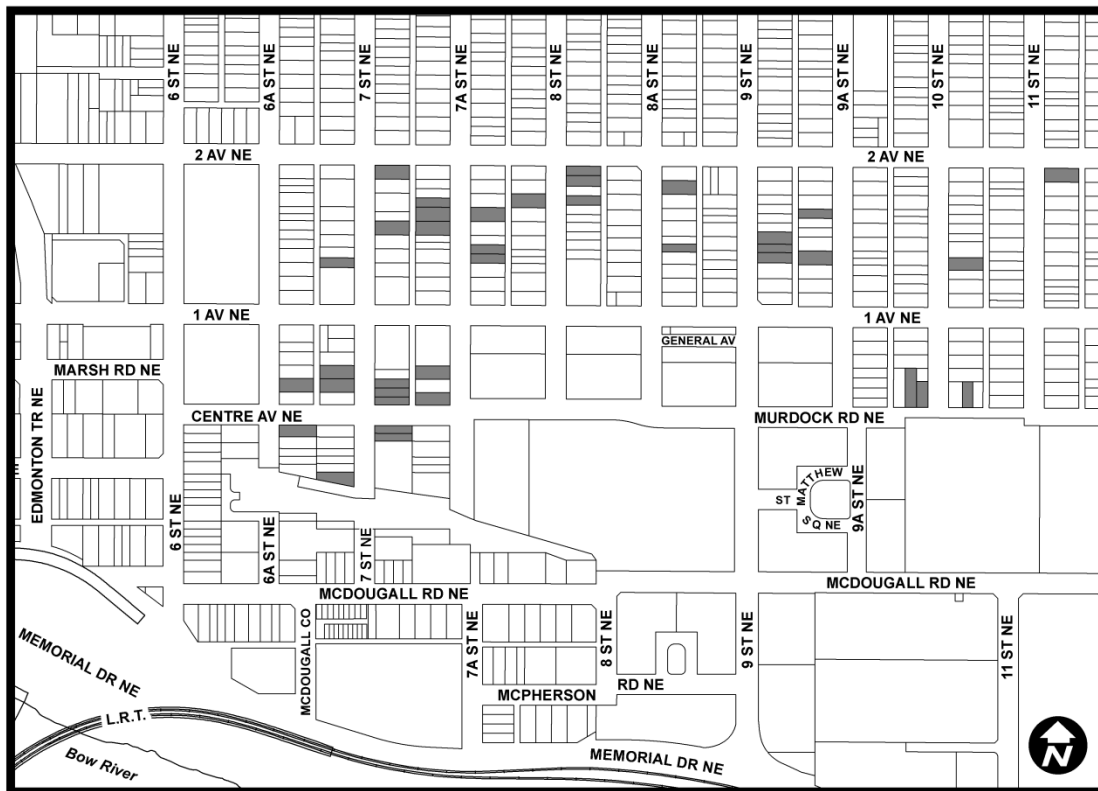 6 ST NE
6A ST NE
7 ST NE
7A ST NE
8 ST NE
8A ST NE
9 ST NE
9A ST NE
10 ST NE
11 ST NE
2 AV NE
2 AV NE
1 AV NE
1 AV NE
GENERAL AV
MARSH RD NE
CENTRE AV NE
MURDOCK RD NE
EDMONTON TR NE
6 ST NE
6A ST NE
7 ST NE
MATTHEW
ST
SQ NE
9A ST NE
MCDOUGALL RD NE
MCDOUGALL RD NE
MCDOUGALL CO
7A ST NE
8 ST NE
9 ST NE
11 ST NE
MEMORIAL DR NE
MCPHERSON RD NE
L.R.T.
Bow River
MEMORIAL DR NE
N